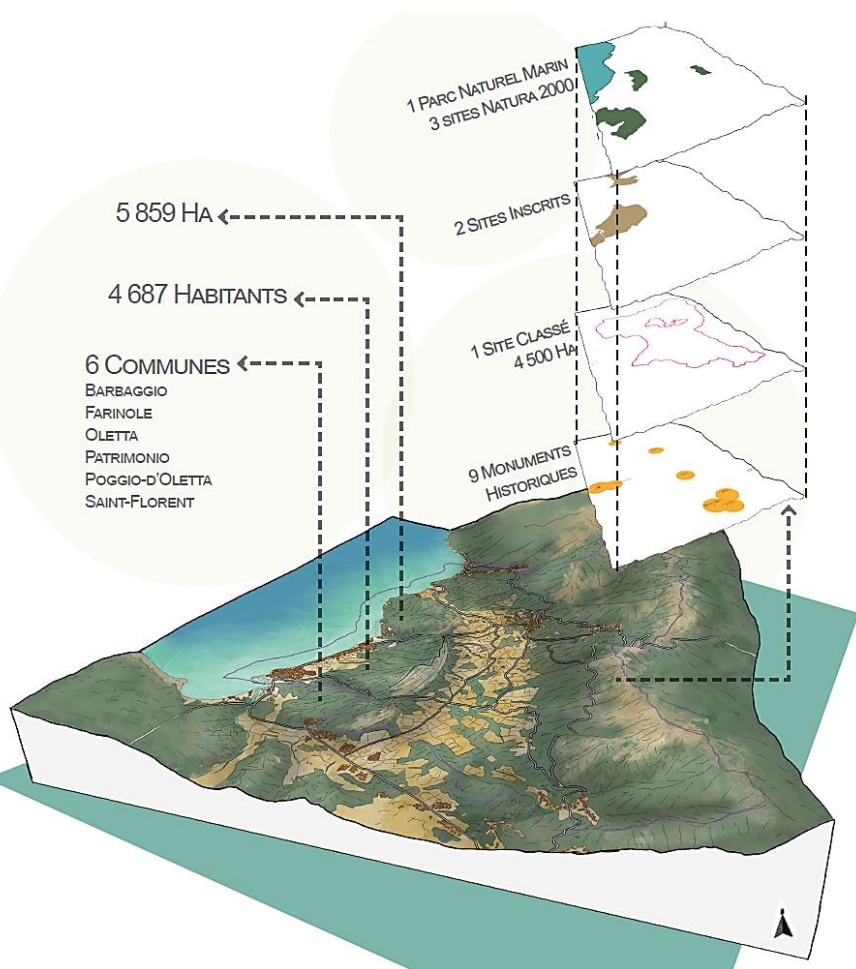 1 Parc Naturel Marin
3 sites Natura 2000
5 859 Ha
2 Sites Inscrits
4 687 Habitants
1 Site Classé
4 500 Ha
6 Communes
Barbaggio
Farinole
Oletta
Patrimonio
Poggio-d'Oletta
Saint-Florent
9 Monuments
Historiques